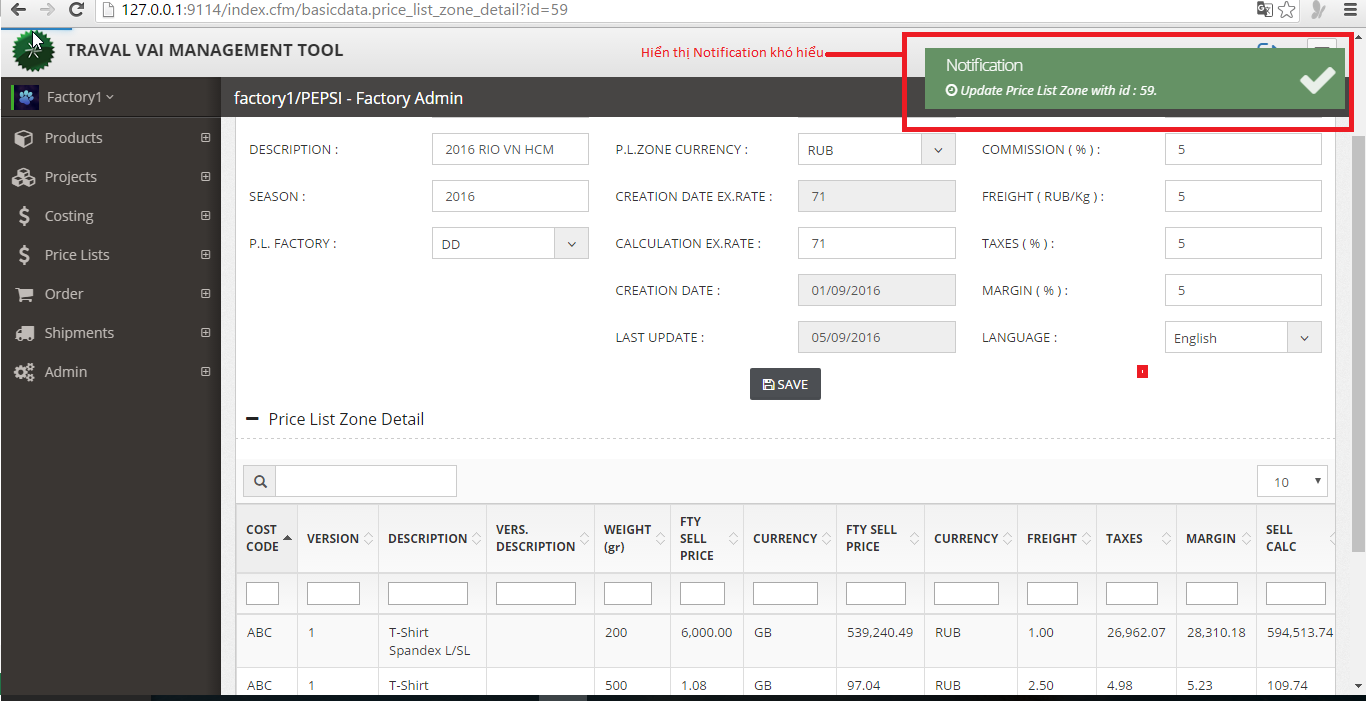 127.0.0.1:9114/index.cfm/basicdata.price_list_zone_detail?id=59
TRAVAL VAI MANAGEMENT TOOL
Hiển thị Notification khó hiểu
Notification
Update Price List Zone with id : 59.
Factory1
factory1/PEPSI - Factory Admin
Products
Projects
Costing
Price Lists
Order
Shipments
Admin
DESCRIPTION : 2016 RIO VN HCM P.L.ZONE CURRENCY : RUB COMMISSION ( % ) : 5
SEASON : 2016 CREATION DATE EX.RATE : 71 FREIGHT ( RUB/Kg ) : 5
P.L. FACTORY : DD CALCULATION EX.RATE : 71 TAXES ( % ) : 5
CREATION DATE : 01/09/2016 MARGIN ( % ) : 5
LAST UPDATE : 05/09/2016 LANGUAGE : English
SAVE
Price List Zone Detail
10
COST CODE VERSION DESCRIPTION VERS. DESCRIPTION WEIGHT (gr) FTY SELL PRICE CURRENCY FTY SELL PRICE CURRENCY FREIGHT TAXES MARGIN SELL CALC
ABC 1 T-Shirt Spandex L/SL 200 6,000.00 GB 539,240.49 RUB 1.00 26,962.07 28,310.18 594,513.74
ABC 1 T-Shirt 500 1.08 GB 97.04 RUB 2.50 4.98 5.23 109.74